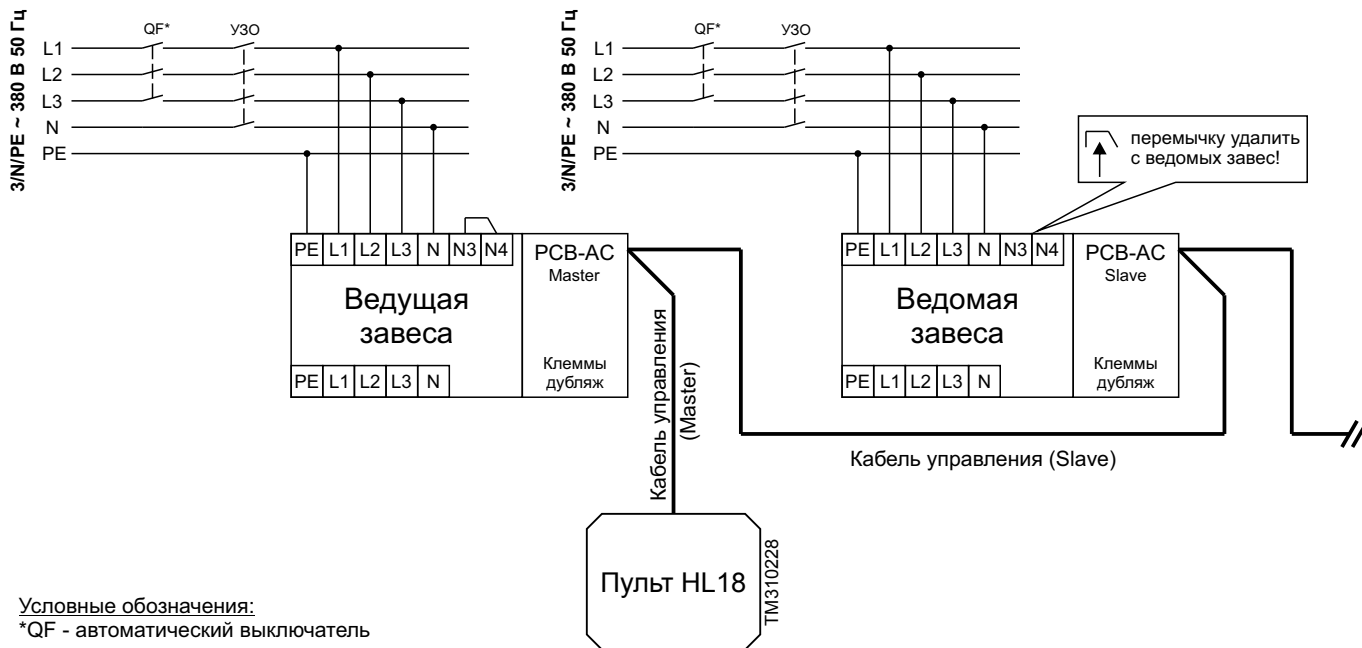 3/N/PE ~ 380 В 50 Гц
QF*
УЗО
L1
L2
L3
N
PE
3/N/PE ~ 380 В 50 Гц
QF*
УЗО
L1
L2
L3
N
PE
перемычку удалить
с ведомых завес!
PE L1 L2 L3 N N3 N4
PCB-AC
Master
Ведущая
завеса
Клеммы
дубляж
PE L1 L2 L3 N
PE L1 L2 L3 N N3 N4
PCB-AC
Slave
Ведомая
завеса
Клеммы
дубляж
PE L1 L2 L3 N
Кабель управления
(Master)
Кабель управления (Slave)
Пульт HL18
TM310228
Условные обозначения:
*QF - автоматический выключатель